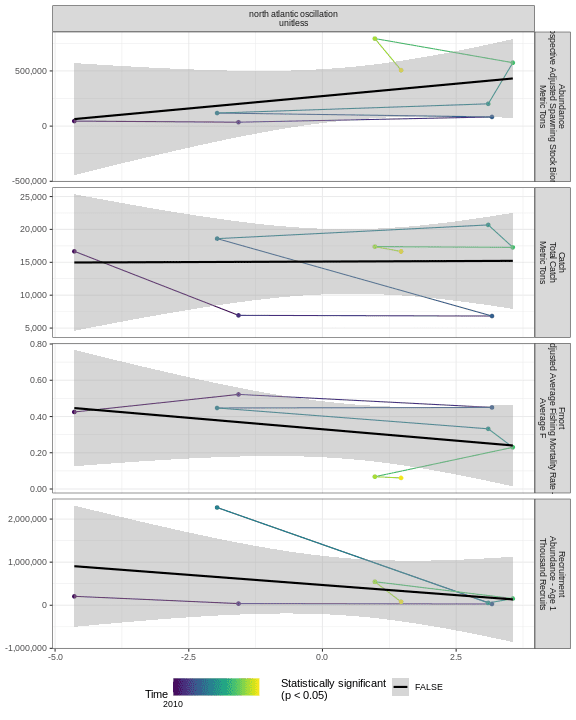 north atlantic oscillation
unitless
500,000
0
-500,000
Abundance
Adjusted Spawning Stock
Metric Tons
25,000
20,000
15,000
10,000
5,000
Catch
Total Catch
Metric Tons
0.80
0.60
0.40
0.20
0.00
Fmort
Average Fishing Mortality Rate -
Average F
2,000,000
1,000,000
0
-1,000,000
Recruitment
Abundance - Age 1
Thousand Recruits
-5.0
-2.5
0.0
2.5
Time
2010
Statistically significant
(p < 0.05)
FALSE